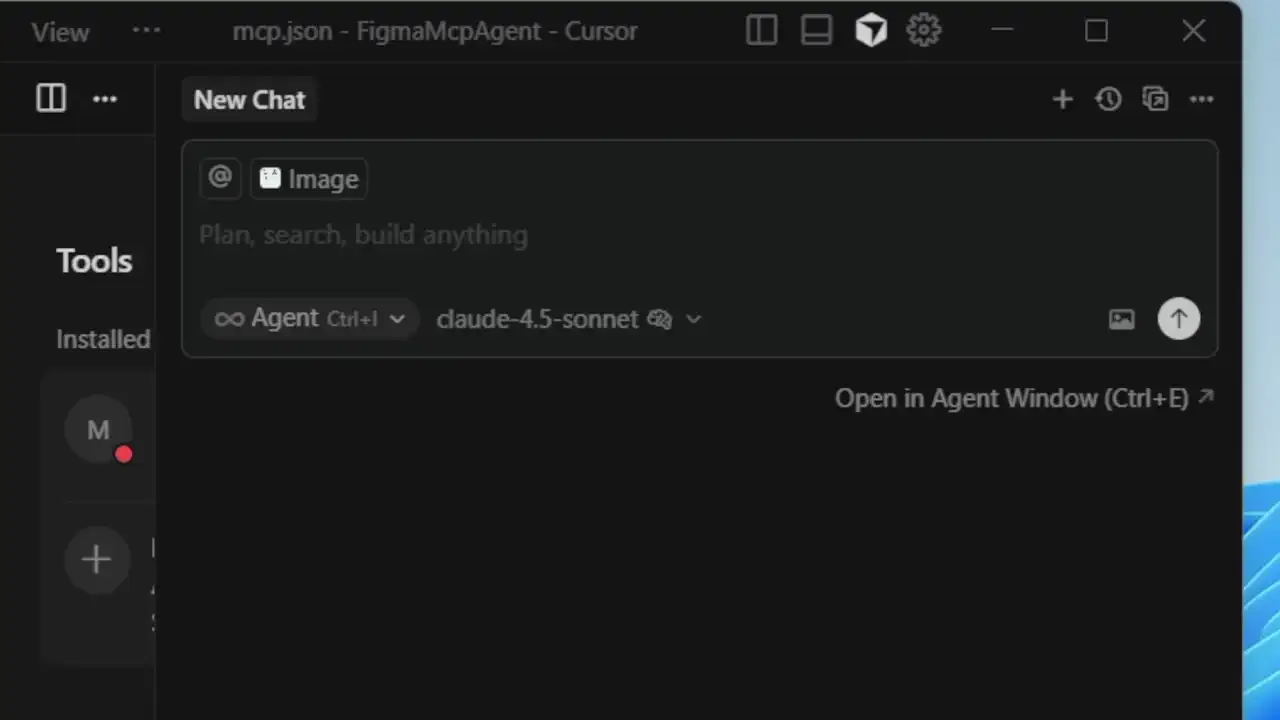 View ··· mcp.json - FigmaMcpAgent - Cursor
New Chat
@ Image
Plan, search, build anything
Tools
Agent Ctrl+I claude-4.5-sonnet
Installed
Open in Agent Window (Ctrl+E)
M